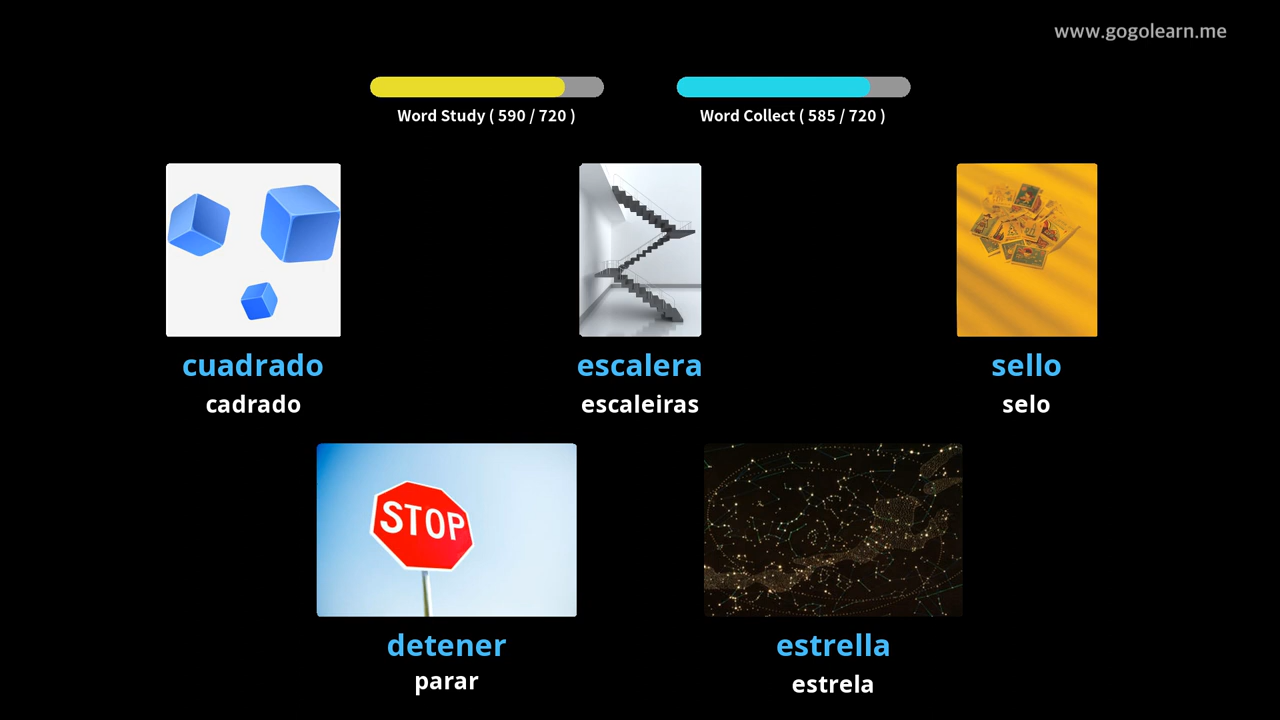 www.gogolearn.me
Word Study ( 590 / 720 )
Word Collect ( 585 / 720 )
cuadrado
cadrado
escalera
escaleiras
sello
selo
STOP
detener
parar
estrella
estrela